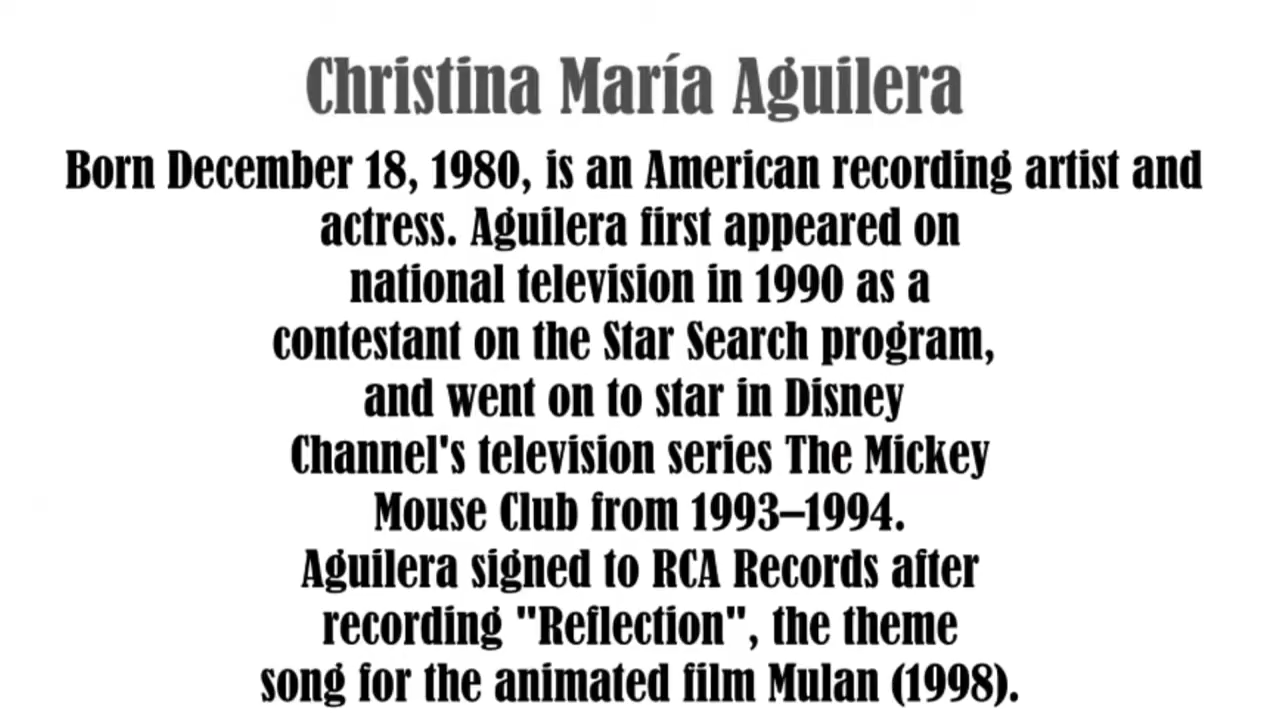 Christina María Aguilera
Born December 18, 1980, is an American recording artist and
actress. Aguilera first appeared on
national television in 1990 as a
contestant on the Star Search program,
and went on to star in Disney
Channel's television series The Mickey
Mouse Club from 1993–1994.
Aguilera signed to RCA Records after
recording "Reflection", the theme
song for the animated film Mulan (1998).